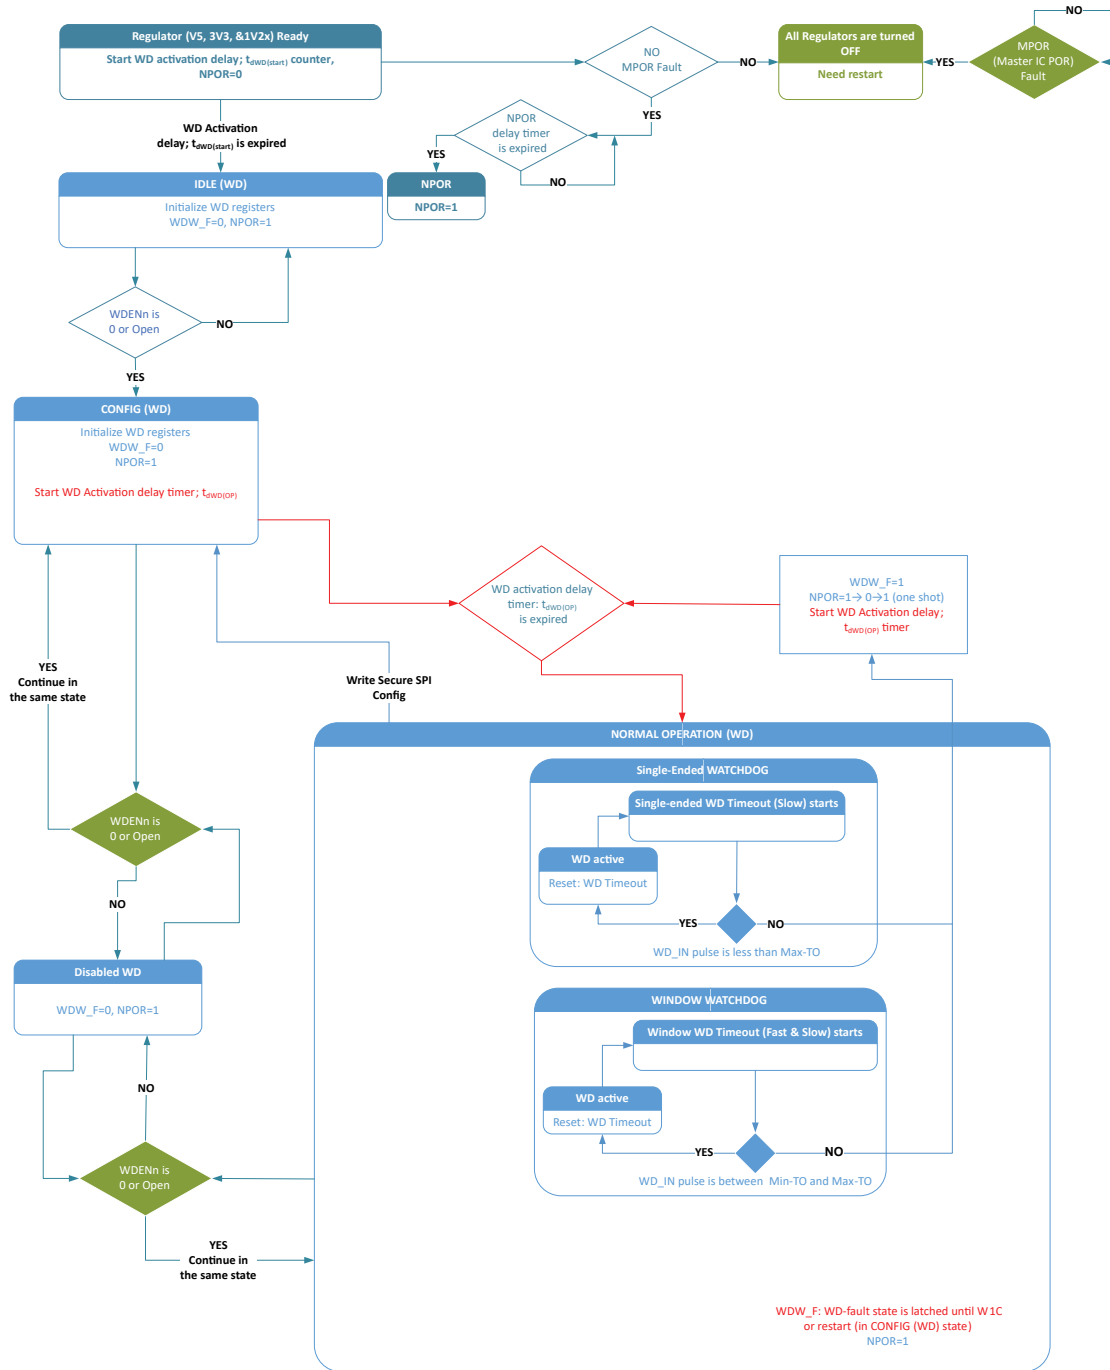 Regulator (V5, 3V3, &1V2x) Ready
Start WD activation delay; tdWD(start) counter,
NPOR=0
NO
MPOR Fault
NO
YES
All Regulators are turned
OFF
Need restart
NO
MPOR
(Master IC POR)
Fault
YES
WD Activation
delay; tdWD(start) is expired
NPOR
delay timer
is expired
YES
NO
NPOR
NPOR=1
IDLE (WD)
Initialize WD registers
WDW_F=0, NPOR=1
WDENn is
0 or Open
NO
YES
CONFIG (WD)
Initialize WD registers
WDW_F=0
NPOR=1
Start WD Activation delay timer; tdWD(OP)
WD activation delay
timer: tdWD(OP)
is expired
WDW_F=1
NPOR=1→ 0→1 (one shot)
Start WD Activation delay;
tdWD(OP) timer
YES
Continue in
the same state
Write Secure SPI
Config
NORMAL OPERATION (WD)
Single-Ended WATCHDOG
Single-ended WD Timeout (Slow) starts
WD active
Reset: WD Timeout
YES
NO
WD_IN pulse is less than Max-TO
WDENn is
0 or Open
NO
Disabled WD
WDW_F=0, NPOR=1
WINDOW WATCHDOG
Window WD Timeout (Fast & Slow) starts
WD active
Reset: WD Timeout
YES
NO
WD_IN pulse is between Min-TO and Max-TO
NO
WDENn is
0 or Open
YES
Continue in
the same state
WDW_F: WD-fault state is latched until W1C
or restart (in CONFIG (WD) state)
NPOR=1